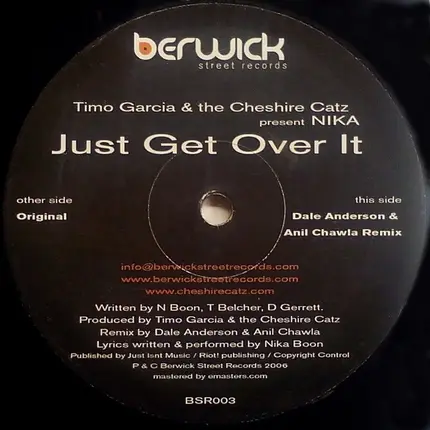 berwick
street records
Timo Garcia & the Cheshire Catz
present NIKA
Just Get Over It
other side
Original
this side
Dale Anderson &
Anil Chawla Remix
info@berwickstreetrecords.com
www.berwickstreetrecords.com
www.cheshirecatz.com
Written by N Boon, T Belcher, D Gerrett.
Produced by Timo Garcia & the Cheshire Catz
Remix by Dale Anderson & Anil Chawla
Lyrics written & performed by Nika Boon
Published by Just Isnt Music / Riot! publishing / Copyright Control
P & C Berwick Street Records 2006
mastered by emasters.com
BSR003